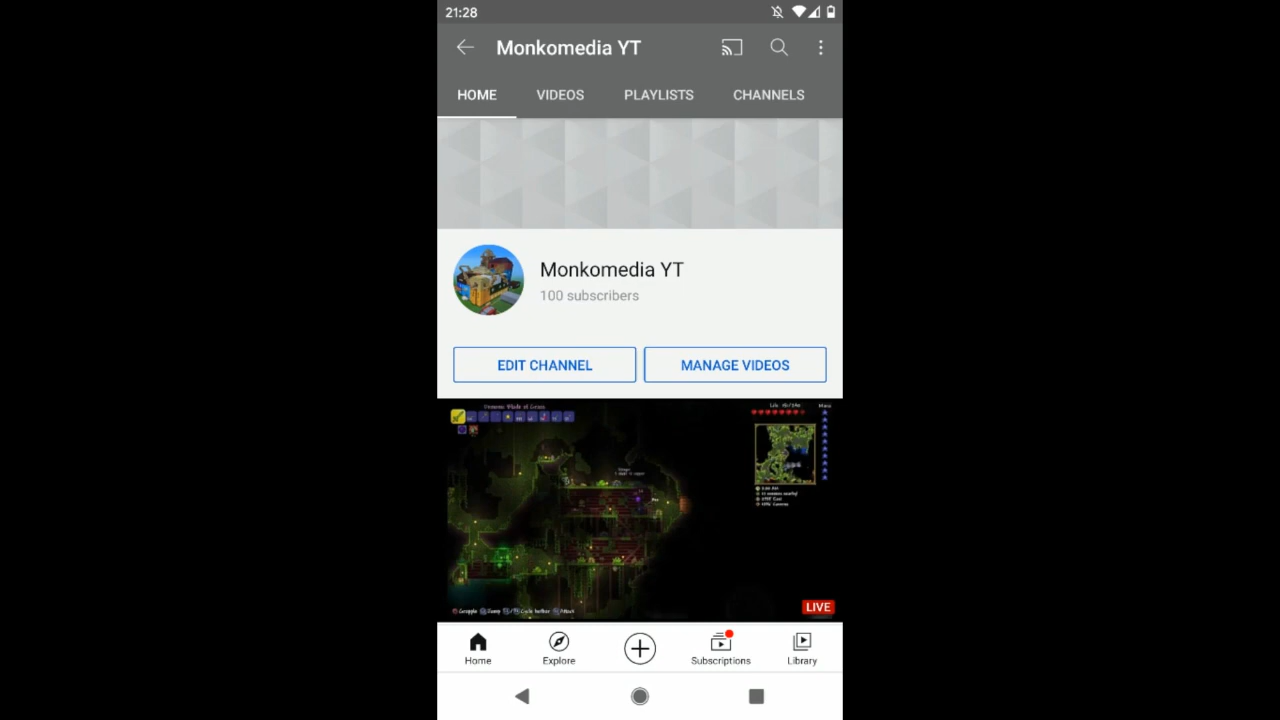 21:28
Monkomedia YT
HOME VIDEOS PLAYLISTS CHANNELS
Monkomedia YT
100 subscribers
EDIT CHANNEL MANAGE VIDEOS
LIVE
Home Explore Subscriptions Library